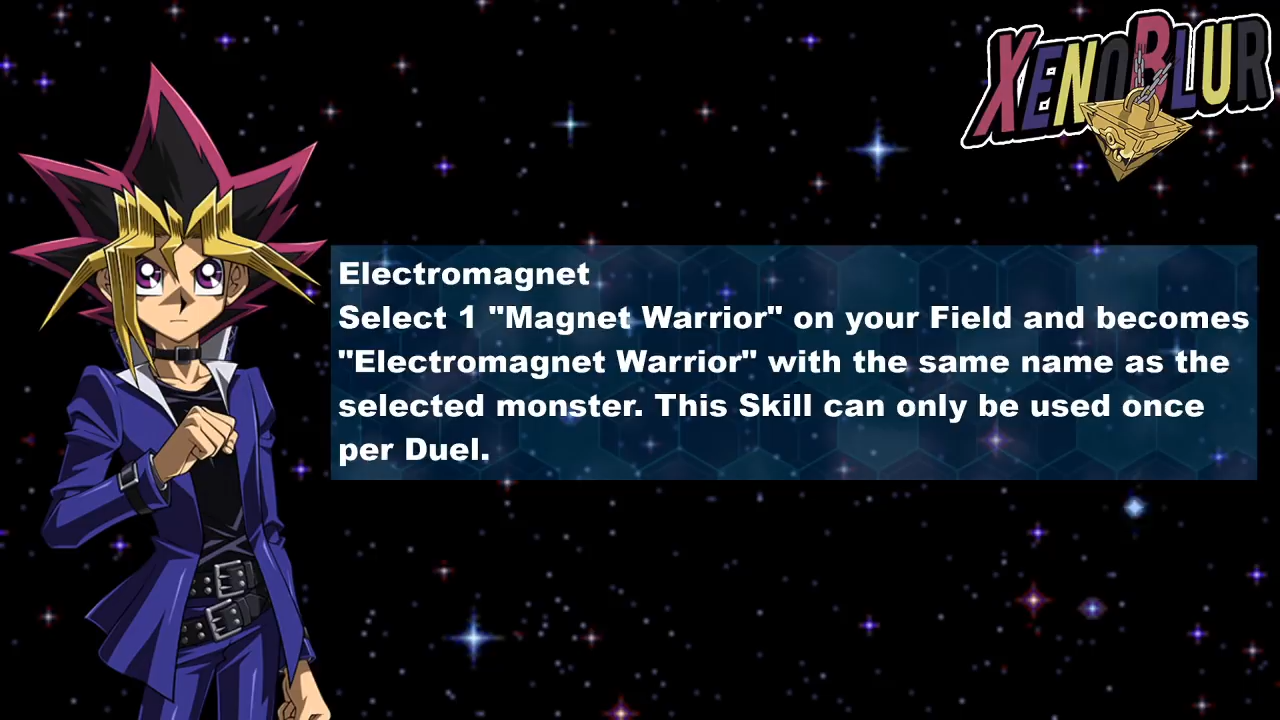 XENOBLUR
Electromagnet
Select 1 "Magnet Warrior" on your Field and becomes
"Electromagnet Warrior" with the same name as the
selected monster. This Skill can only be used once
per Duel.